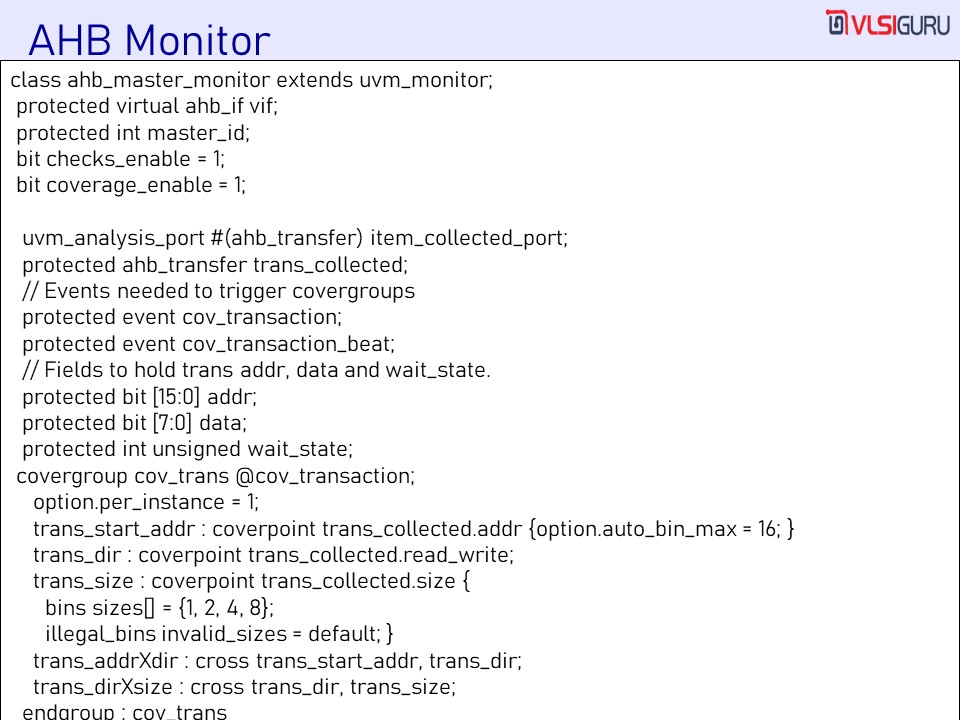 AHB Monitor
VLSIGURU
class ahb_master_monitor extends uvm_monitor;
protected virtual ahb_if vif;
protected int master_id;
bit checks_enable = 1;
bit coverage_enable = 1;
uvm_analysis_port #(ahb_transfer) item_collected_port;
protected ahb_transfer trans_collected;
// Events needed to trigger covergroups
protected event cov_transaction;
protected event cov_transaction_beat;
// Fields to hold trans addr, data and wait_state.
protected bit [15:0] addr;
protected bit [7:0] data;
protected int unsigned wait_state;
covergroup cov_trans @cov_transaction;
option.per_instance = 1;
trans_start_addr : coverpoint trans_collected.addr {option.auto_bin_max = 16; }
trans_dir : coverpoint trans_collected.read_write;
trans_size : coverpoint trans_collected.size {
bins sizes[] = {1, 2, 4, 8};
illegal_bins invalid_sizes = default; }
trans_addrXdir : cross trans_start_addr, trans_dir;
trans_dirXsize : cross trans_dir, trans_size;
endgroup : cov_trans